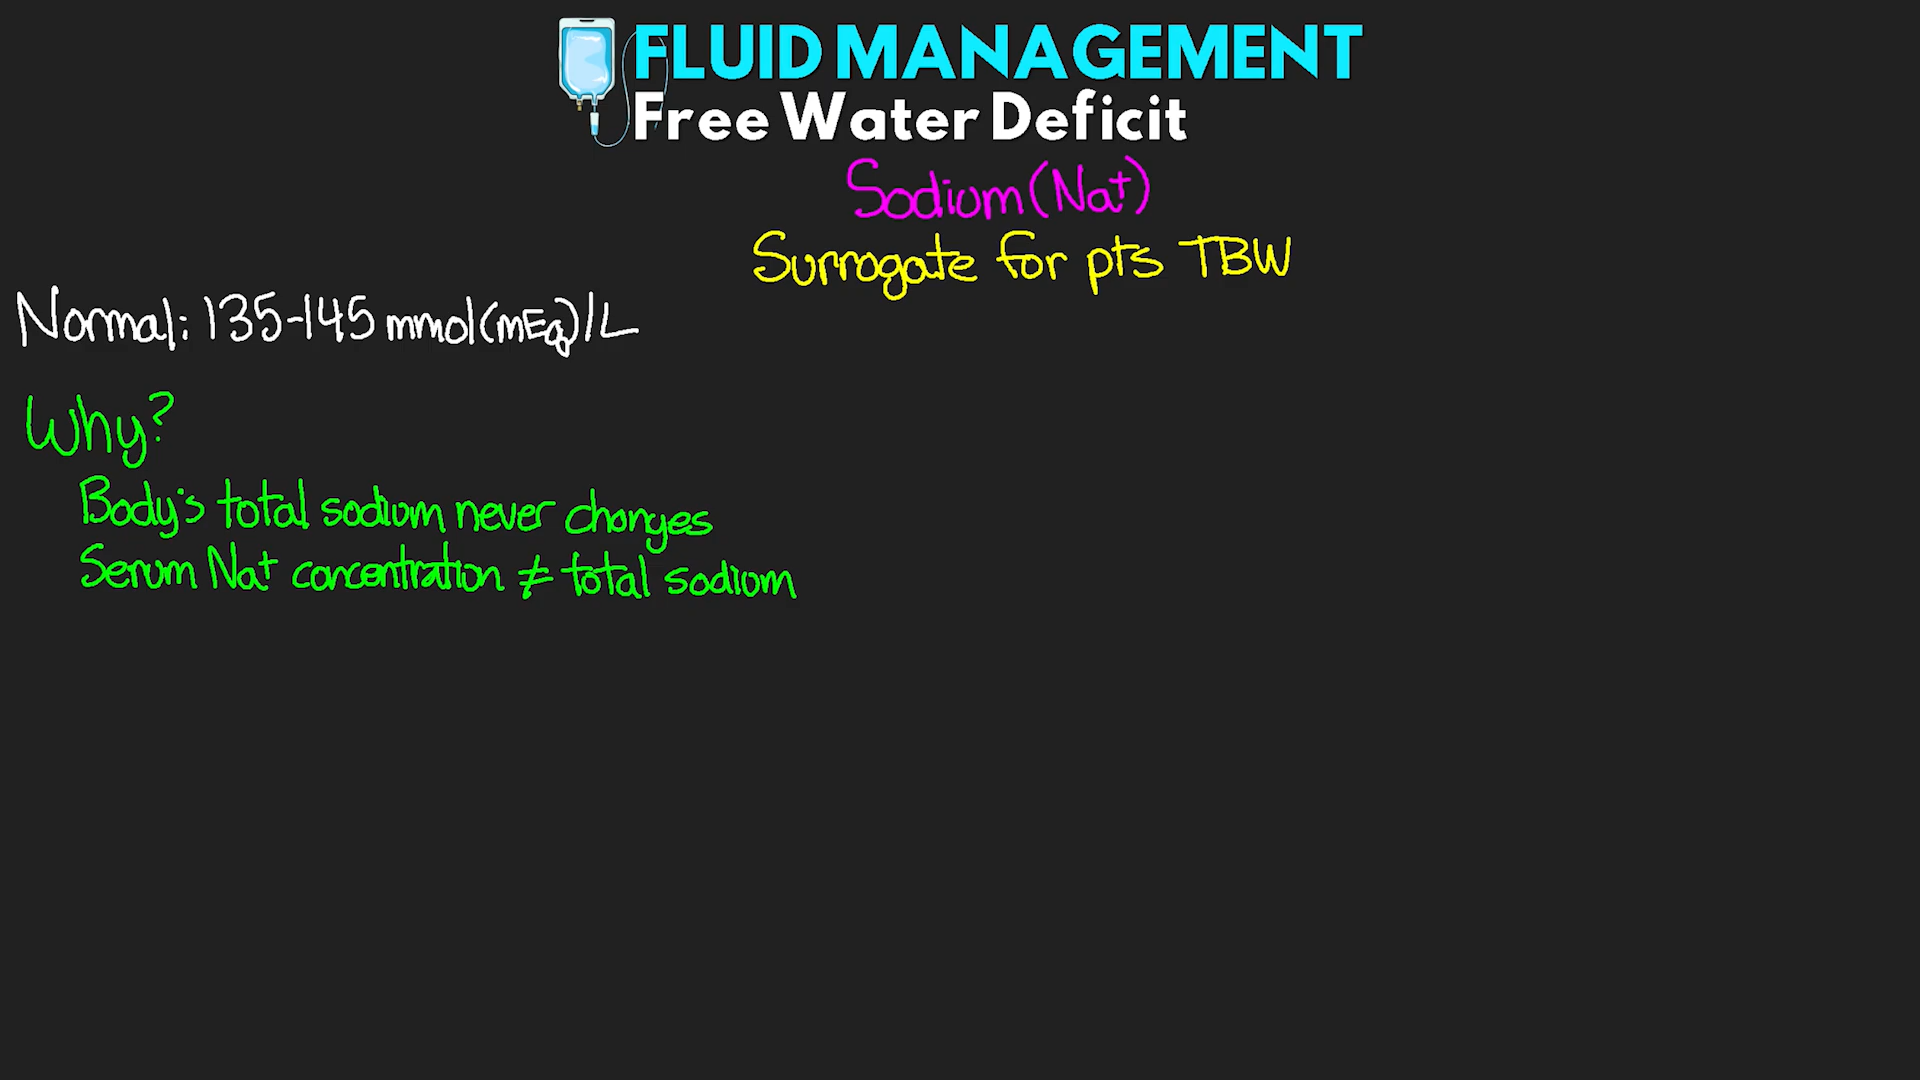 FLUID MANAGEMENT
Free Water Deficit
Sodium (Na+)
Surrogate for pts TBW
Normal: 135-145 mmol(mEq)/L
Why?
Body's total sodium never changes
Serum Na+ concentration ≠ total sodium